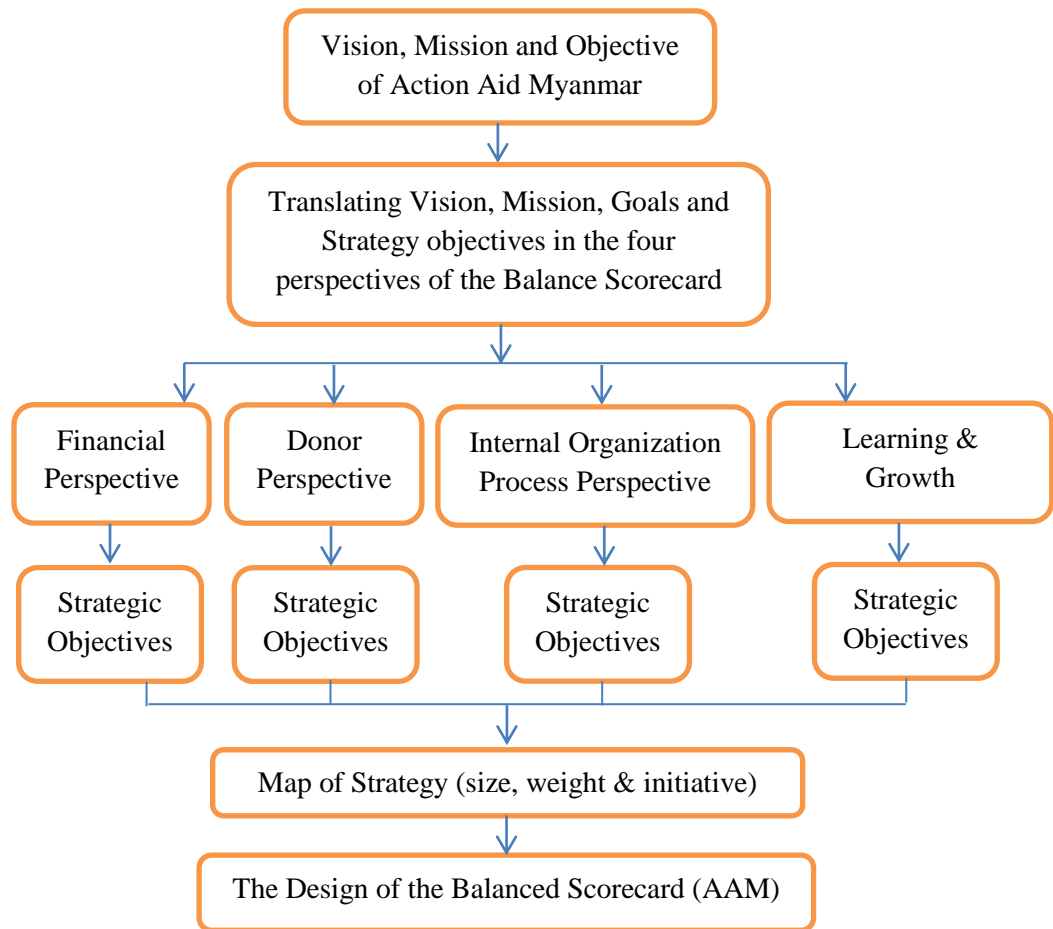 Vision, Mission and Objective
of Action Aid Myanmar
Translating Vision, Mission, Goals and
Strategy objectives in the four
perspectives of the Balance Scorecard
Financial
Perspective
Donor
Perspective
Internal Organization
Process Perspective
Learning &
Growth
Strategic
Objectives
Strategic
Objectives
Strategic
Objectives
Strategic
Objectives
Map of Strategy (size, weight & initiative)
The Design of the Balanced Scorecard (AAM)